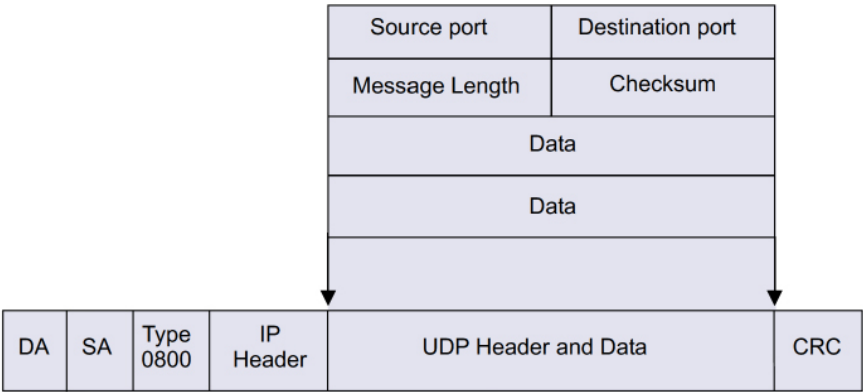 Source port Destination port
Message Length Checksum
Data
Data
DA SA Type 0800 IP Header UDP Header and Data CRC